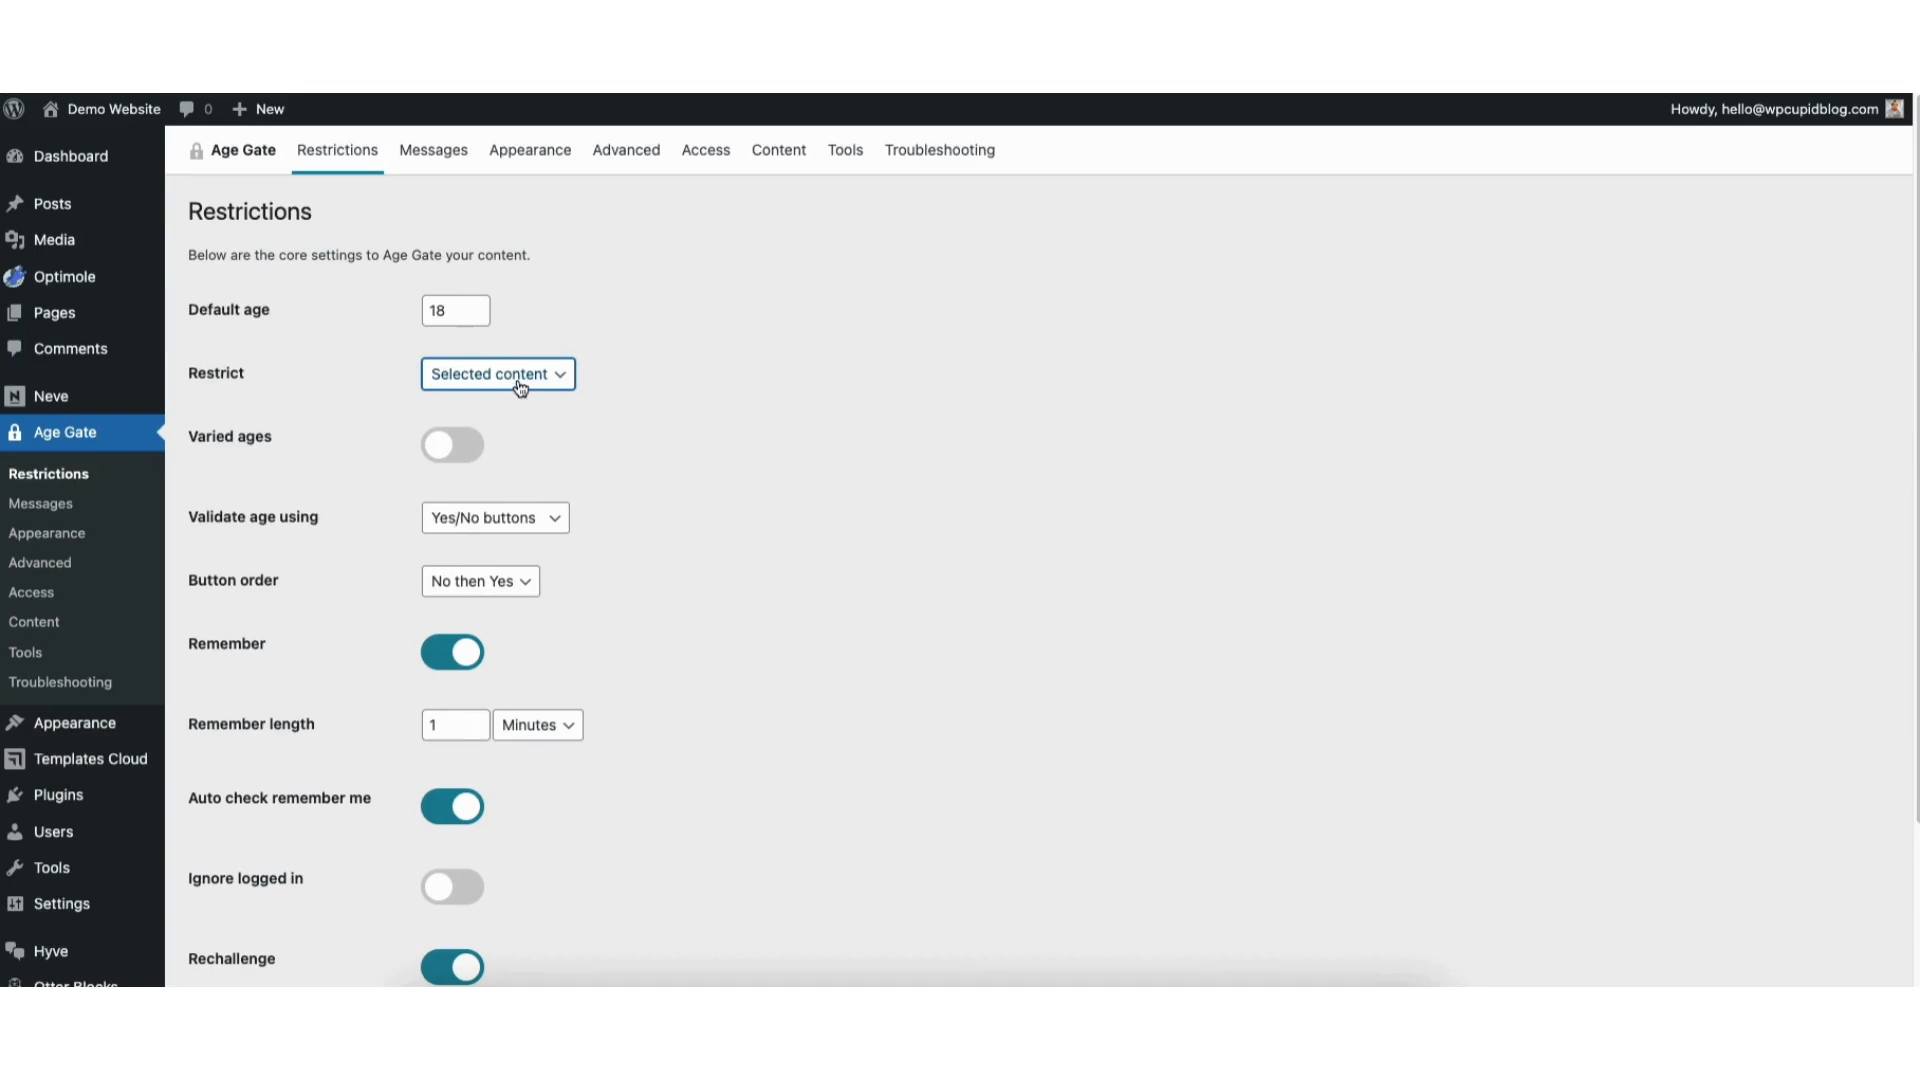 Demo Website 0 New Howdy, hello@wpcupidblog.com
Age Gate Restrictions Messages Appearance Advanced Access Content Tools Troubleshooting
Dashboard
Posts
Media
Optimole
Pages
Comments
Neve
Age Gate
Restrictions
Messages
Appearance
Advanced
Access
Content
Tools
Troubleshooting
Appearance
Templates Cloud
Plugins
Users
Tools
Settings
Hyve
Otter Blocks
Restrictions
Below are the core settings to Age Gate your content.
Default age 18
Restrict Selected content
Varied ages
Validate age using Yes/No buttons
Button order No then Yes
Remember
Remember length 1 Minutes
Auto check remember me
Ignore logged in
Rechallenge